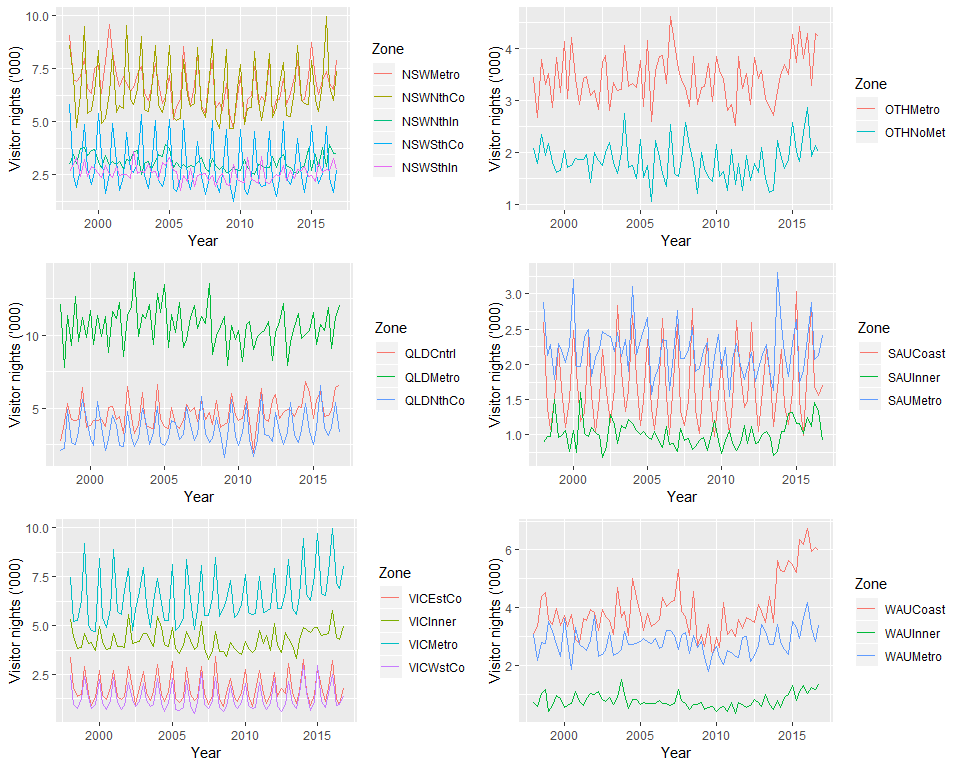 10.0
7.5
5.0
2.5
Visitor nights ('000)
2000
2005
2010
2015
Year
Zone
NSWMetro
NSWNthCo
NSWNthIn
NSWSthCo
NSWSthIn
4
3
2
1
Visitor nights ('000)
2000
2005
2010
2015
Year
Zone
OTHMetro
OTHNoMet
10
5
Visitor nights ('000)
2000
2005
2010
2015
Year
Zone
QLDCntrl
QLDMetro
QLDNthCo
3.0
2.5
2.0
1.5
1.0
Visitor nights ('000)
2000
2005
2010
2015
Year
Zone
SAUCoast
SAUInner
SAUMetro
10.0
7.5
5.0
2.5
Visitor nights ('000)
2000
2005
2010
2015
Year
Zone
VICEstCo
VICInner
VICMetro
VICWstCo
6
4
2
Visitor nights ('000)
2000
2005
2010
2015
Year
Zone
WAUCoast
WAUInner
WAUMetro